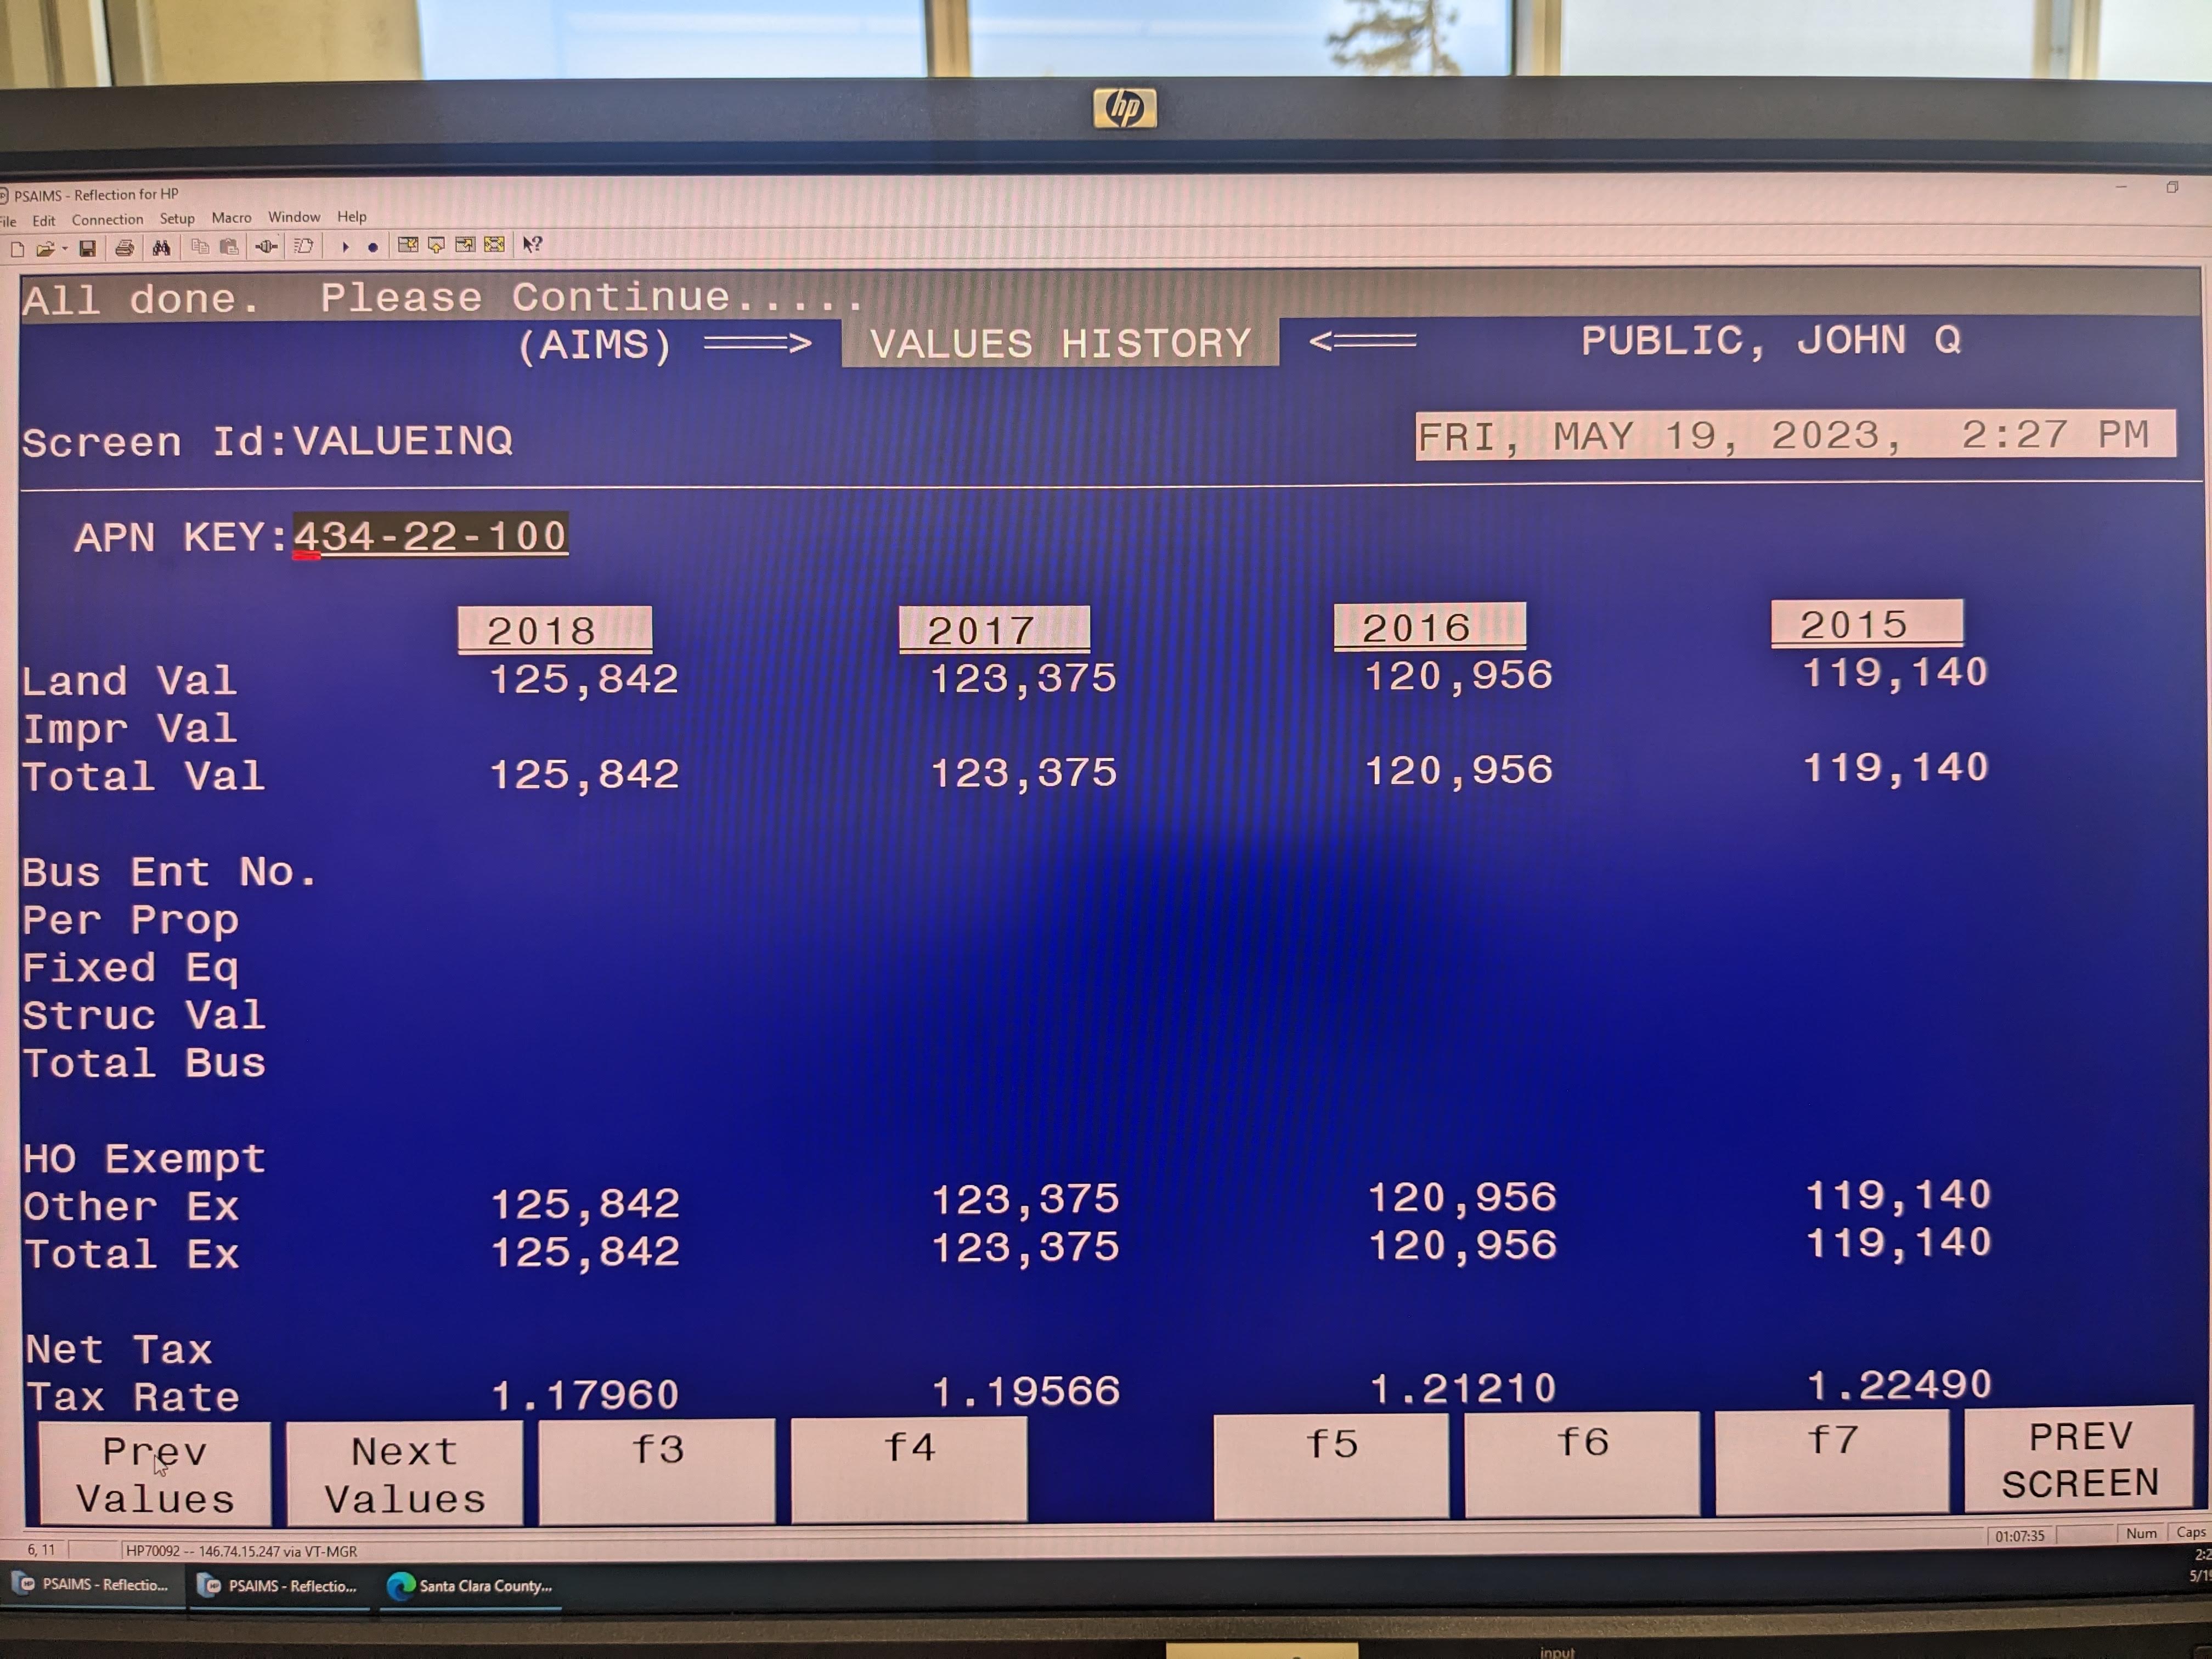 hp
PSAIMS - Reflection for HP
File Edit Connection Setup Macro Window Help
All done. Please Continue.....
(AIMS) ===> VALUES HISTORY <=== PUBLIC, JOHN Q
Screen Id:VALUEINQ FRI, MAY 19, 2023, 2:27 PM
APN KEY:434-22-100
2018 2017 2016 2015
Land Val 125,842 123,375 120,956 119,140
Impr Val
Total Val 125,842 123,375 120,956 119,140
Bus Ent No.
Per Prop
Fixed Eq
Struc Val
Total Bus
HO Exempt
Other Ex 125,842 123,375 120,956 119,140
Total Ex 125,842 123,375 120,956 119,140
Net Tax
Tax Rate 1.17960 1.19566 1.21210 1.22490
Prev Values Next Values f3 f4 f5 f6 f7 PREV SCREEN
6, 11 HP70092 -- 146.74.15.247 via VT-MGR 01:07:35 Num Caps
PSAIMS - Reflectio... PSAIMS - Reflectio... Santa Clara County...
input